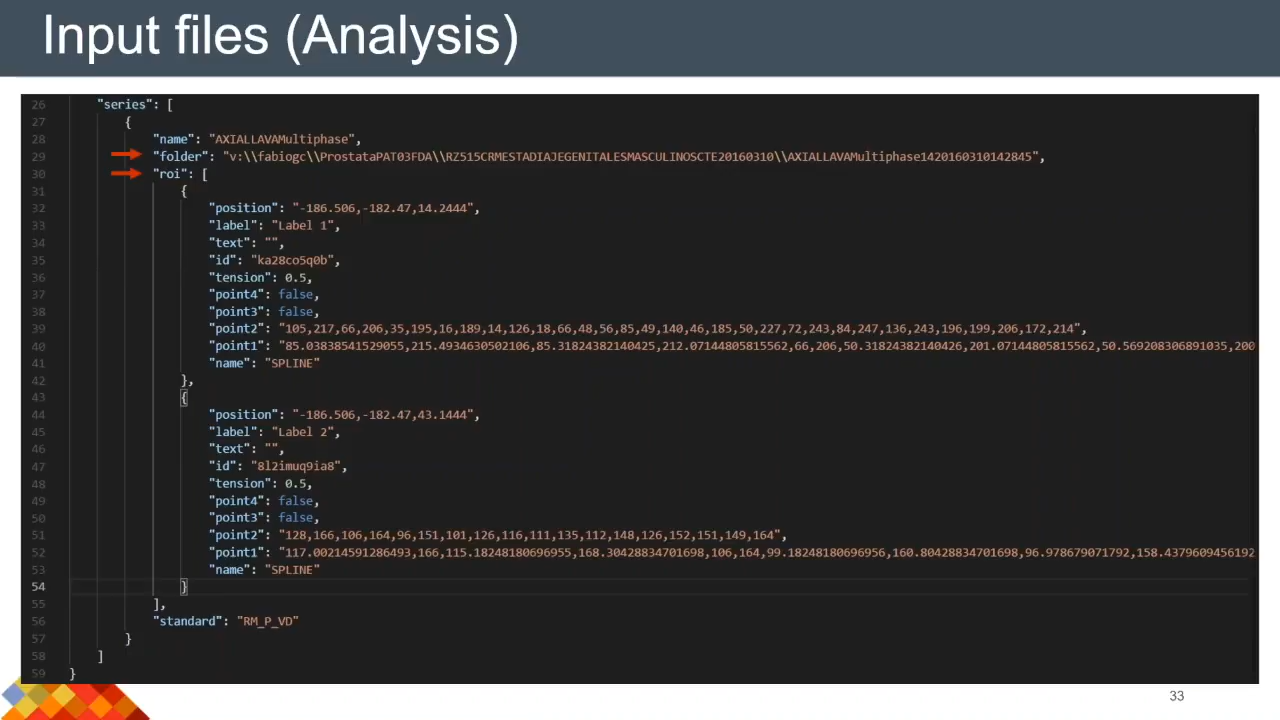 Input files (Analysis)
26 "series": [
27 {
28 "name": "AXIALLAVAMultiphase",
29 "folder": "v:\\fabiogc\\ProstataPAT03FDA\\RZ515CRMESTADIAJEGENITALESMASCULINOSCTE20160310\\AXIALLAVAMultiphase1420160310142845",
30 "roi": [
31 {
32 "position": "-186.506,-182.47,14.2444",
33 "label": "Label 1",
34 "text": "",
35 "id": "ka28co5q0b",
36 "tension": 0.5,
37 "point4": false,
38 "point3": false,
39 "point2": "105,217,66,206,35,195,16,189,14,126,18,66,48,56,85,49,140,46,185,50,227,72,243,84,247,136,243,196,199,206,172,214",
40 "point1": "85.03838541529055,215.4934630502106,85.31824382140425,212.07144805815562,66,206,50.31824382140426,201.07144805815562,50.569208306891035,200
41 "name": "SPLINE"
42 },
43 {
44 "position": "-186.506,-182.47,43.1444",
45 "label": "Label 2",
46 "text": "",
47 "id": "8l2imuq9ia8",
48 "tension": 0.5,
49 "point4": false,
50 "point3": false,
51 "point2": "128,166,106,164,96,151,101,126,116,111,135,112,148,126,152,151,149,164",
52 "point1": "117.00214591286493,166,115.18248180696955,168.30428834701698,106,164,99.18248180696956,160.80428834701698,96.978679071792,158.4379609456192
53 "name": "SPLINE"
54 }
55 ],
56 "standard": "RM_P_VD"
57 }
58 ]
59 }
33